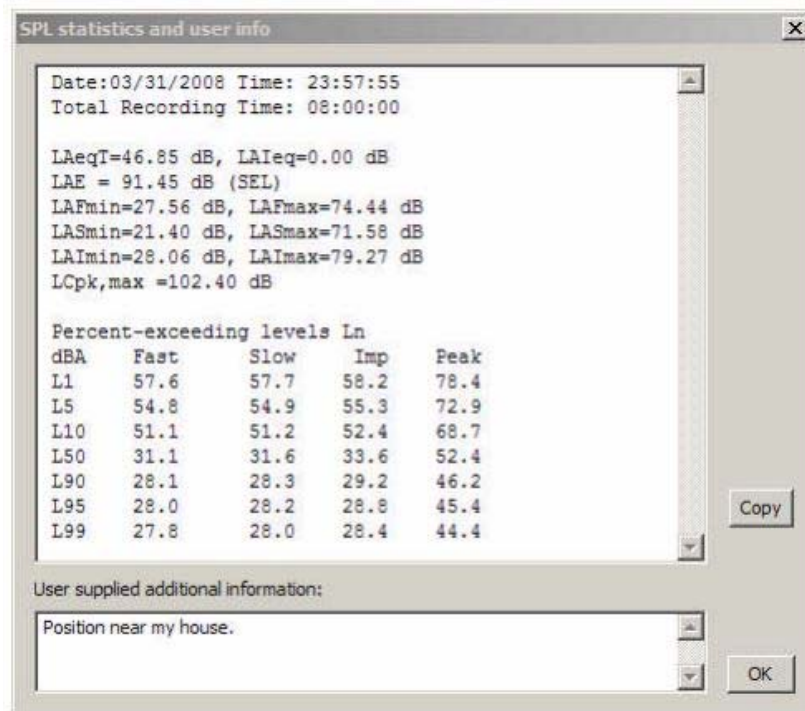 SPL statistics and user info
Date:03/31/2008 Time: 23:57:55
Total Recording Time: 08:00:00
LAeqT=46.85 dB, LAIeq=0.00 dB
LAE = 91.45 dB (SEL)
LAFmin=27.56 dB, LAFmax=74.44 dB
LASmin=21.40 dB, LASmax=71.58 dB
LAImin=28.06 dB, LAImax=79.27 dB
LCpk,max =102.40 dB
Percent-exceeding levels Ln
dBA Fast Slow Imp Peak
L1 57.6 57.7 58.2 78.4
L5 54.8 54.9 55.3 72.9
L10 51.1 51.2 52.4 68.7
L50 31.1 31.6 33.6 52.4
L90 28.1 28.3 29.2 46.2
L95 28.0 28.2 28.8 45.4
L99 27.8 28.0 28.4 44.4
Copy
User supplied additional information:
Position near my house.
OK